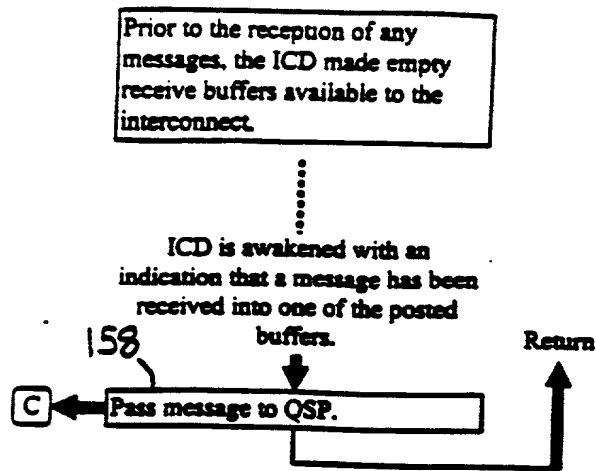 Prior to the reception of any
messages, the ICD made empty
receive buffers available to the
interconnect.
ICD is awakened with an
indication that a message has been
received into one of the posted
buffers.
Return
158
C
Pass message to QSP.